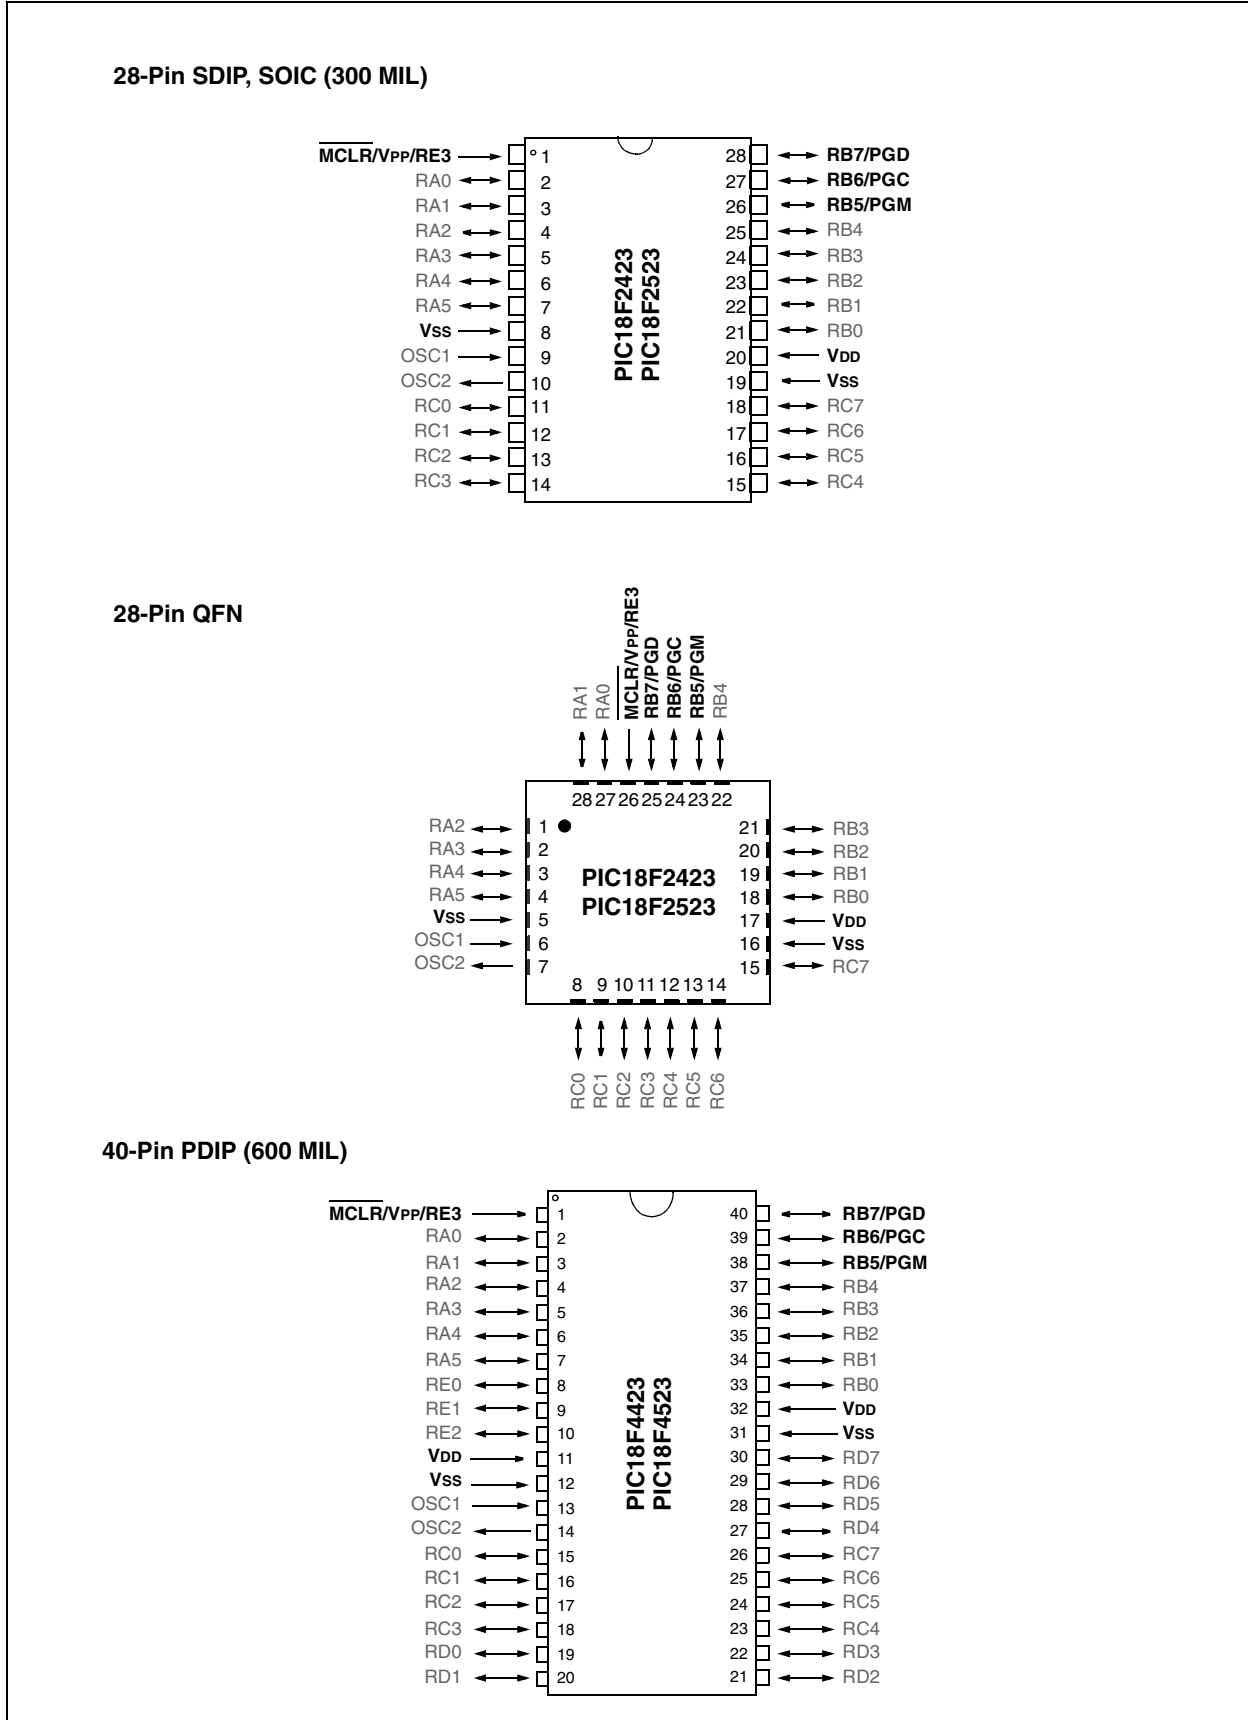 28-Pin SDIP, SOIC (300 MIL)
MCLR/VPP/RE3 1 28 RB7/PGD
RA0 2 27 RB6/PGC
RA1 3 26 RB5/PGM
RA2 4 25 RB4
RA3 5 24 RB3
RA4 6 23 RB2
RA5 7 22 RB1
VSS 8 21 RB0
OSC1 9 20 VDD
OSC2 10 19 VSS
RC0 11 18 RC7
RC1 12 17 RC6
RC2 13 16 RC5
RC3 14 15 RC4
PIC18F2423
PIC18F2523
28-Pin QFN
RA1 RA0 MCLR/VPP/RE3 RB7/PGD RB6/PGC RB5/PGM RB4
28 27 26 25 24 23 22
RA2 1 21 RB3
RA3 2 20 RB2
RA4 3 19 RB1
RA5 4 18 RB0
VSS 5 17 VDD
OSC1 6 16 VSS
OSC2 7 15 RC7
PIC18F2423
PIC18F2523
8 9 10 11 12 13 14
RC0 RC1 RC2 RC3 RC4 RC5 RC6
40-Pin PDIP (600 MIL)
MCLR/VPP/RE3 1 40 RB7/PGD
RA0 2 39 RB6/PGC
RA1 3 38 RB5/PGM
RA2 4 37 RB4
RA3 5 36 RB3
RA4 6 35 RB2
RA5 7 34 RB1
RE0 8 33 RB0
RE1 9 32 VDD
RE2 10 31 VSS
VDD 11 30 RD7
VSS 12 29 RD6
OSC1 13 28 RD5
OSC2 14 27 RD4
RC0 15 26 RC7
RC1 16 25 RC6
RC2 17 24 RC5
RC3 18 23 RC4
RD0 19 22 RD3
RD1 20 21 RD2
PIC18F4423
PIC18F4523